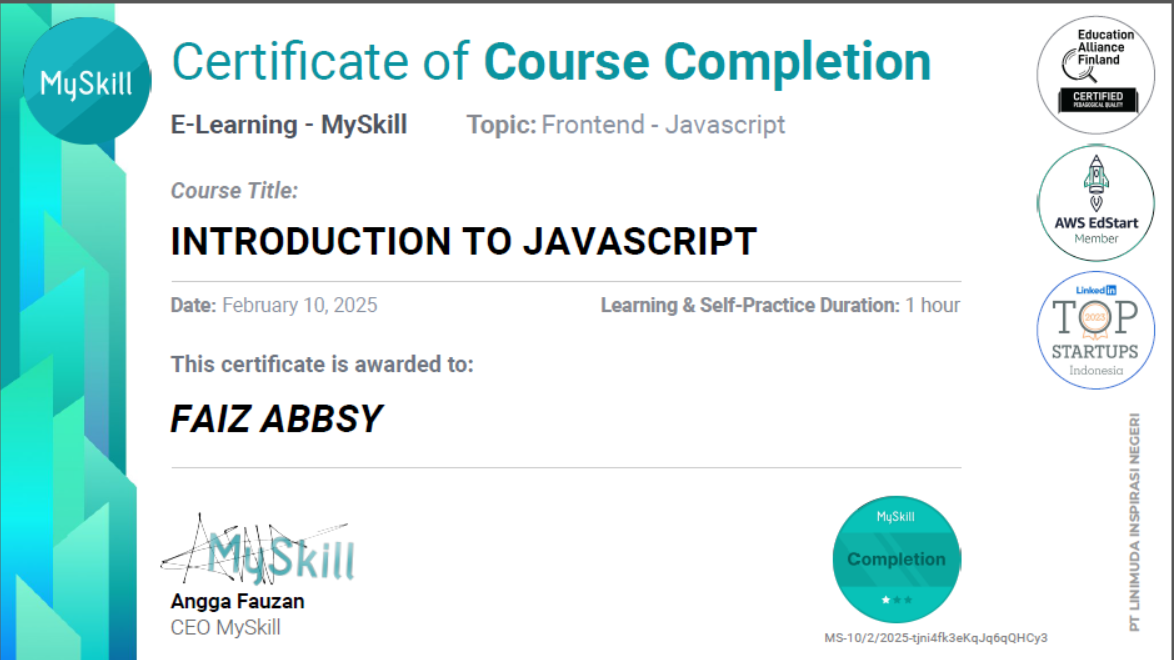 MySkill
Certificate of Course Completion
E-Learning - MySkill
Topic: Frontend - Javascript
Course Title:
INTRODUCTION TO JAVASCRIPT
Date: February 10, 2025
Learning & Self-Practice Duration: 1 hour
This certificate is awarded to:
FAIZ ABBSY
MySkill
Angga Fauzan
CEO MySkill
MySkill
Completion
MS-10/2/2025-tjni4fk3eKqJq6qQHCy3
Education
Alliance
Finland
CERTIFIED
PEDAGOGICAL QUALITY
AWS EdStart
Member
Linked in
TOP
2023
STARTUPS
Indonesia
PT LINIMUDA INSPIRASI NEGERI